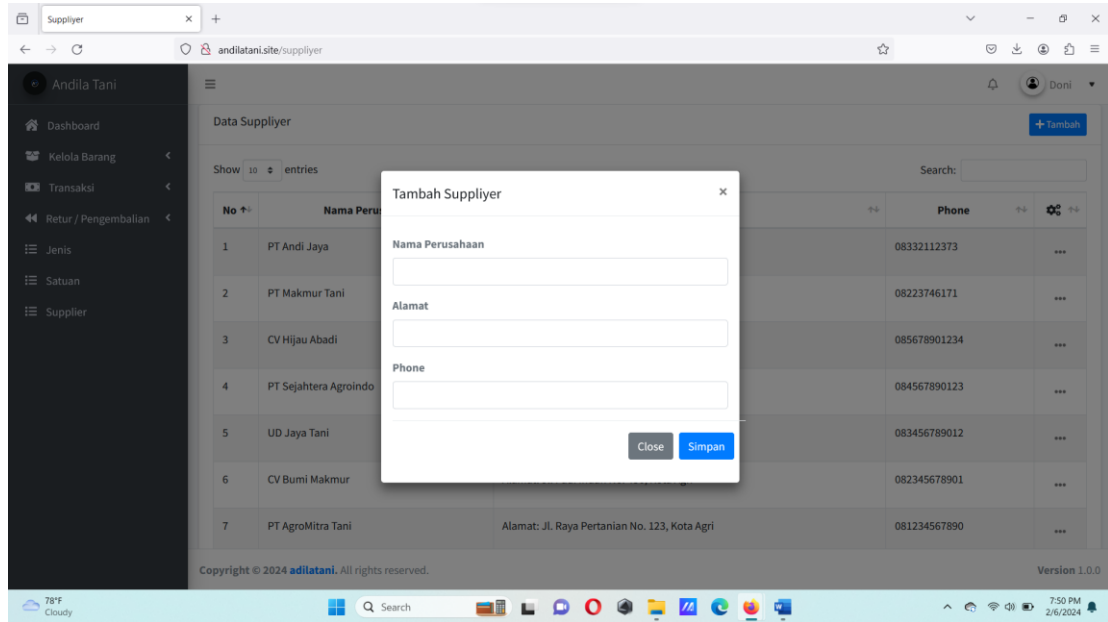 Suppliyer
andilatani.site/suppliyer
Andila Tani
Doni
Dashboard
Kelola Barang
Transaksi
Retur / Pengembalian
Jenis
Satuan
Supplier
Data Suppliyer
+ Tambah
Show 10 entries
Search:
No Nama Phone
1 PT Andi Jaya 08332112373
2 PT Makmur Tani 08223746171
3 CV Hijau Abadi 085678901234
4 PT Sejahtera Agroindo 084567890123
5 UD Jaya Tani 083456789012
6 CV Bumi Makmur 082345678901
7 PT AgroMitra Tani Alamat: Jl. Raya Pertanian No. 123, Kota Agri 081234567890
Tambah Suppliyer
Nama Perusahaan
Alamat
Phone
Close Simpan
Copyright © 2024 adilatani. All rights reserved.
Version 1.0.0
78°F
Cloudy
Search
7:50 PM
2/6/2024